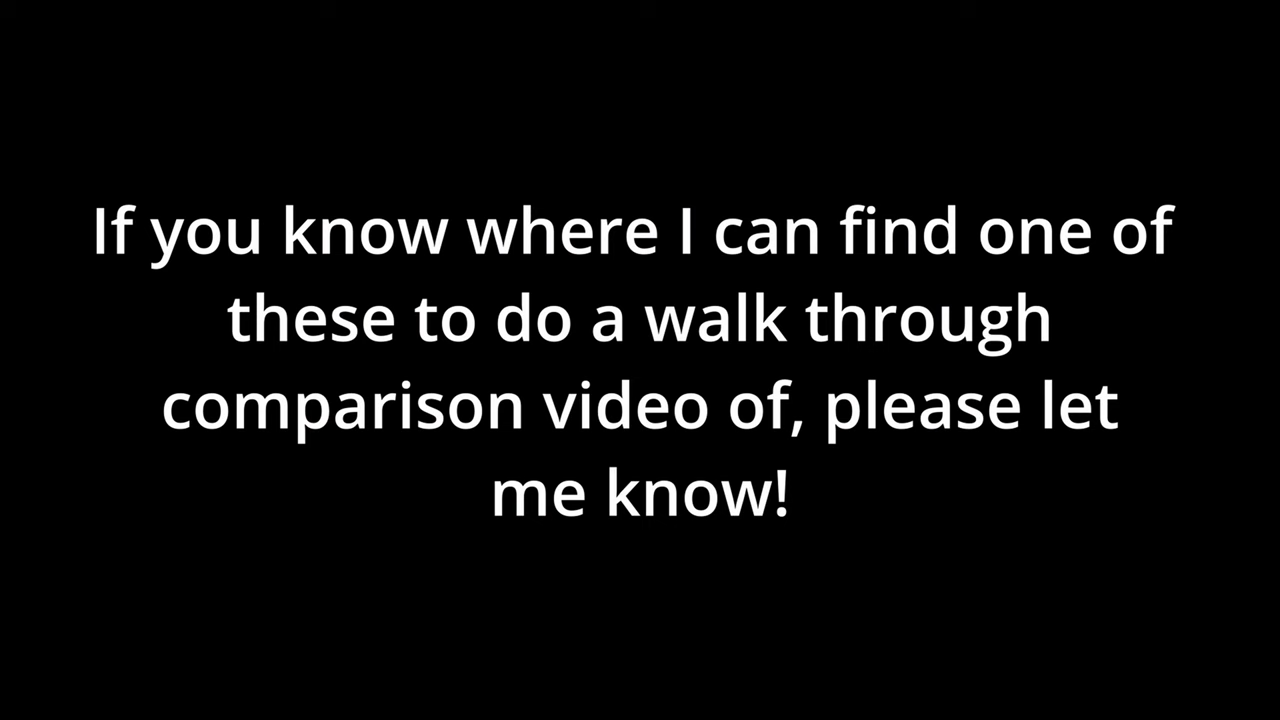 If you know where I can find one of
these to do a walk through
comparison video of, please let
me know!